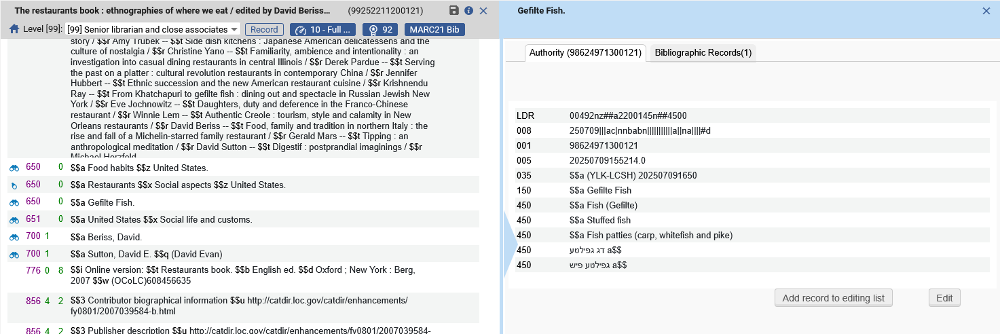 The restaurants book : ethnographies of where we eat / edited by David Beriss... (99252211200121)
Level [99]: [99] Senior librarian and close associates Record 10 - Full ... 92 MARC21 Bib
story / $$r Amy Trubek -- $$t Side dish kitchens : Japanese American delicatessens and the
culture of nostalgia / $$r Christine Yano -- $$t Familiarity, ambience and intentionality : an
investigation into casual dining restaurants in central Illinois / $$r Derek Pardue -- $$t Serving
the past on a platter : cultural revolution restaurants in contemporary China / $$r Jennifer
Hubbert -- $$t Ethnic succession and the new American restaurant cuisine / $$r Krishnendu
Ray -- $$t From Khatchapuri to gefilte fish : dining out and spectacle in Russian Jewish New
York / $$r Eve Jochnowitz -- $$t Daughters, duty and deference in the Franco-Chinese
restaurant / $$r Winnie Lem -- $$t Authentic Creole : tourism, style and calamity in New
Orleans restaurants / $$r David Beriss -- $$t Food, family and tradition in northern Italy : the
rise and fall of a Michelin-starred family restaurant / $$r Gerald Mars -- $$t Tipping : an
anthropological meditation / $$r David Sutton -- $$t Digestif : postprandial imaginings / $$r
Michael Herzfeld
650 0 $$a Food habits $$z United States.
650 0 $$a Restaurants $$x Social aspects $$z United States.
650 0 $$a Gefilte Fish.
651 0 $$a United States $$x Social life and customs.
700 1 $$a Beriss, David.
700 1 $$a Sutton, David E. $$q (David Evan)
776 0 8 $$i Online version: $$t Restaurants book. $$b English ed. $$d Oxford ; New York : Berg,
2007 $$w (OCoLC)608456635
856 4 2 $$3 Contributor biographical information $$u http://catdir.loc.gov/catdir/enhancements/
fy0801/2007039584-b.html
856 4 2 $$3 Publisher description $$u http://catdir.loc.gov/catdir/enhancements/fy0801/2007039584-
Gefilte Fish.
Authority (98624971300121) Bibliographic Records(1)
LDR 00492nz##a2200145n##4500
008 250709|||ac|nnbabn|||||||||||a||na||||#d
001 98624971300121
005 20250709155214.0
035 $$a (YLK-LCSH) 202507091650
150 $$a Gefilte Fish
450 $$a Fish (Gefilte)
450 $$a Stuffed fish
450 $$a Fish patties (carp, whitefish and pike)
450 $$a דג גפילטע
450 $$a גפילטע פיש
Add record to editing list Edit